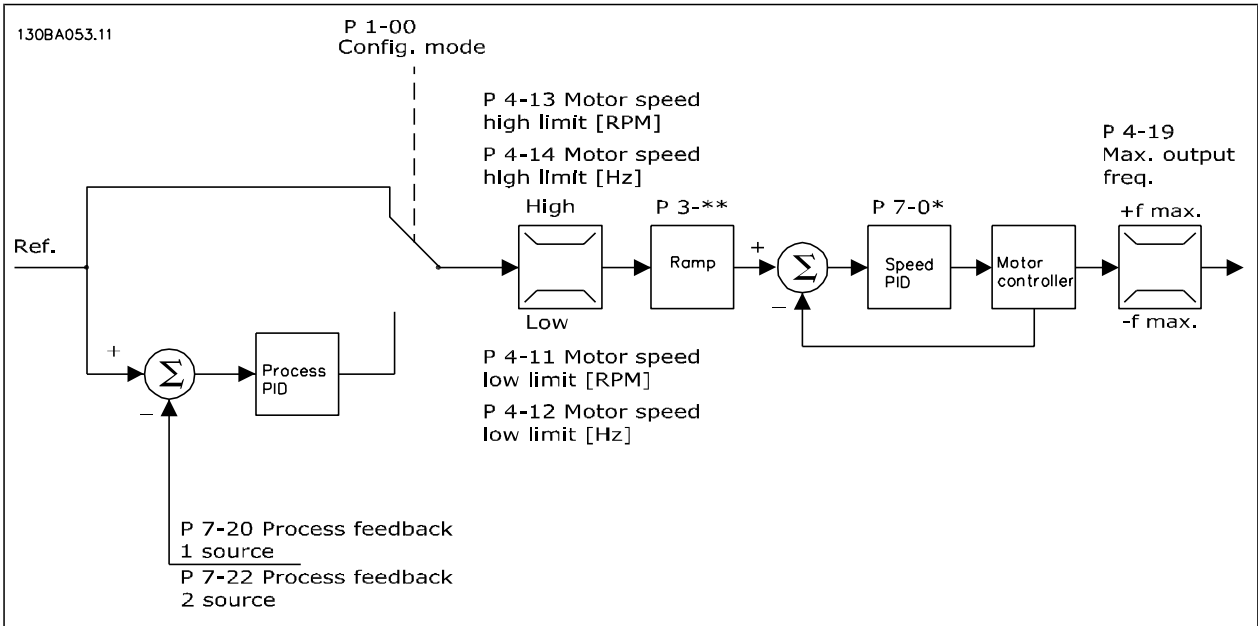 130BA053.11
P 1-00
Config. mode
P 4-13 Motor speed
high limit [RPM]
P 4-14 Motor speed
high limit [Hz]
P 4-19
Max. output
freq.
High
P 3-**
P 7-0*
+f max.
Ref.
Ramp
+
Σ
−
Speed
PID
Motor
controller
Low
-f max.
+
Σ
−
Process
PID
P 4-11 Motor speed
low limit [RPM]
P 4-12 Motor speed
low limit [Hz]
P 7-20 Process feedback
1 source
P 7-22 Process feedback
2 source